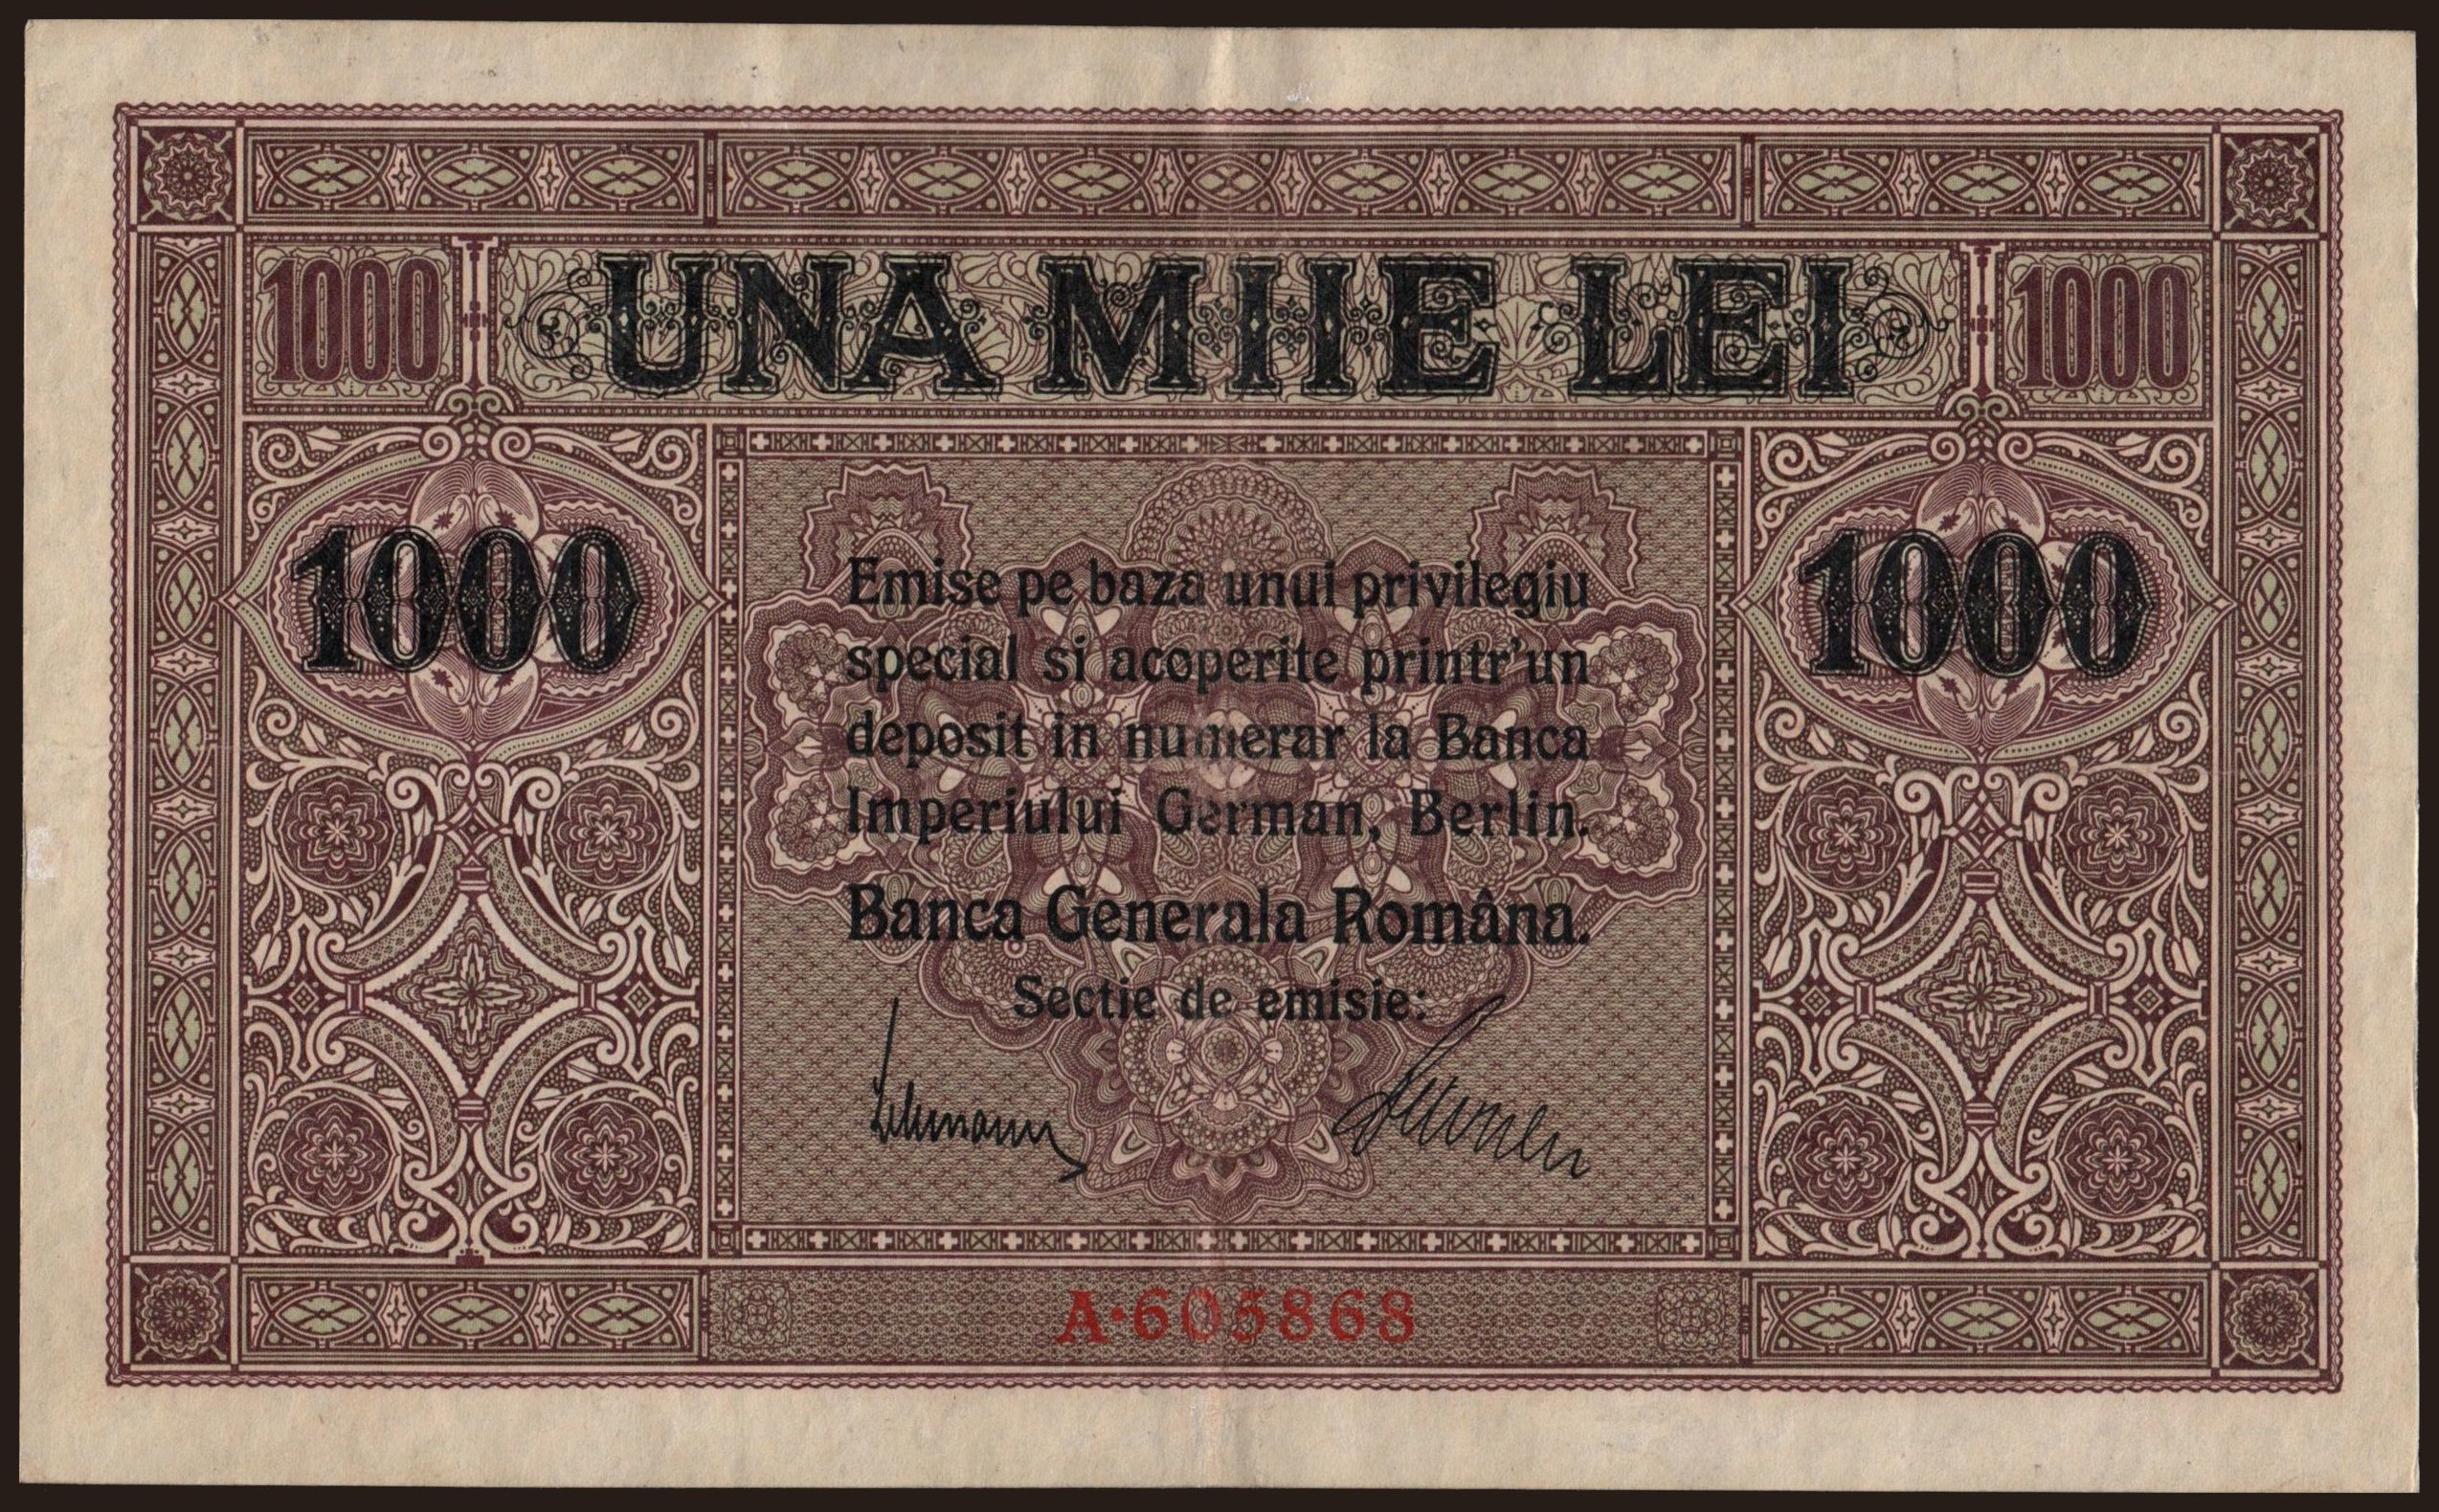 1000 UNA MIIE LEI 1000
1000 1000
Emise pe baza unui privilegiu
special si acoperite printr'un
deposit in numerar la Banca
Imperiului German, Berlin.
Banca Generala Româna.
Sectie de emisie:
A·605868